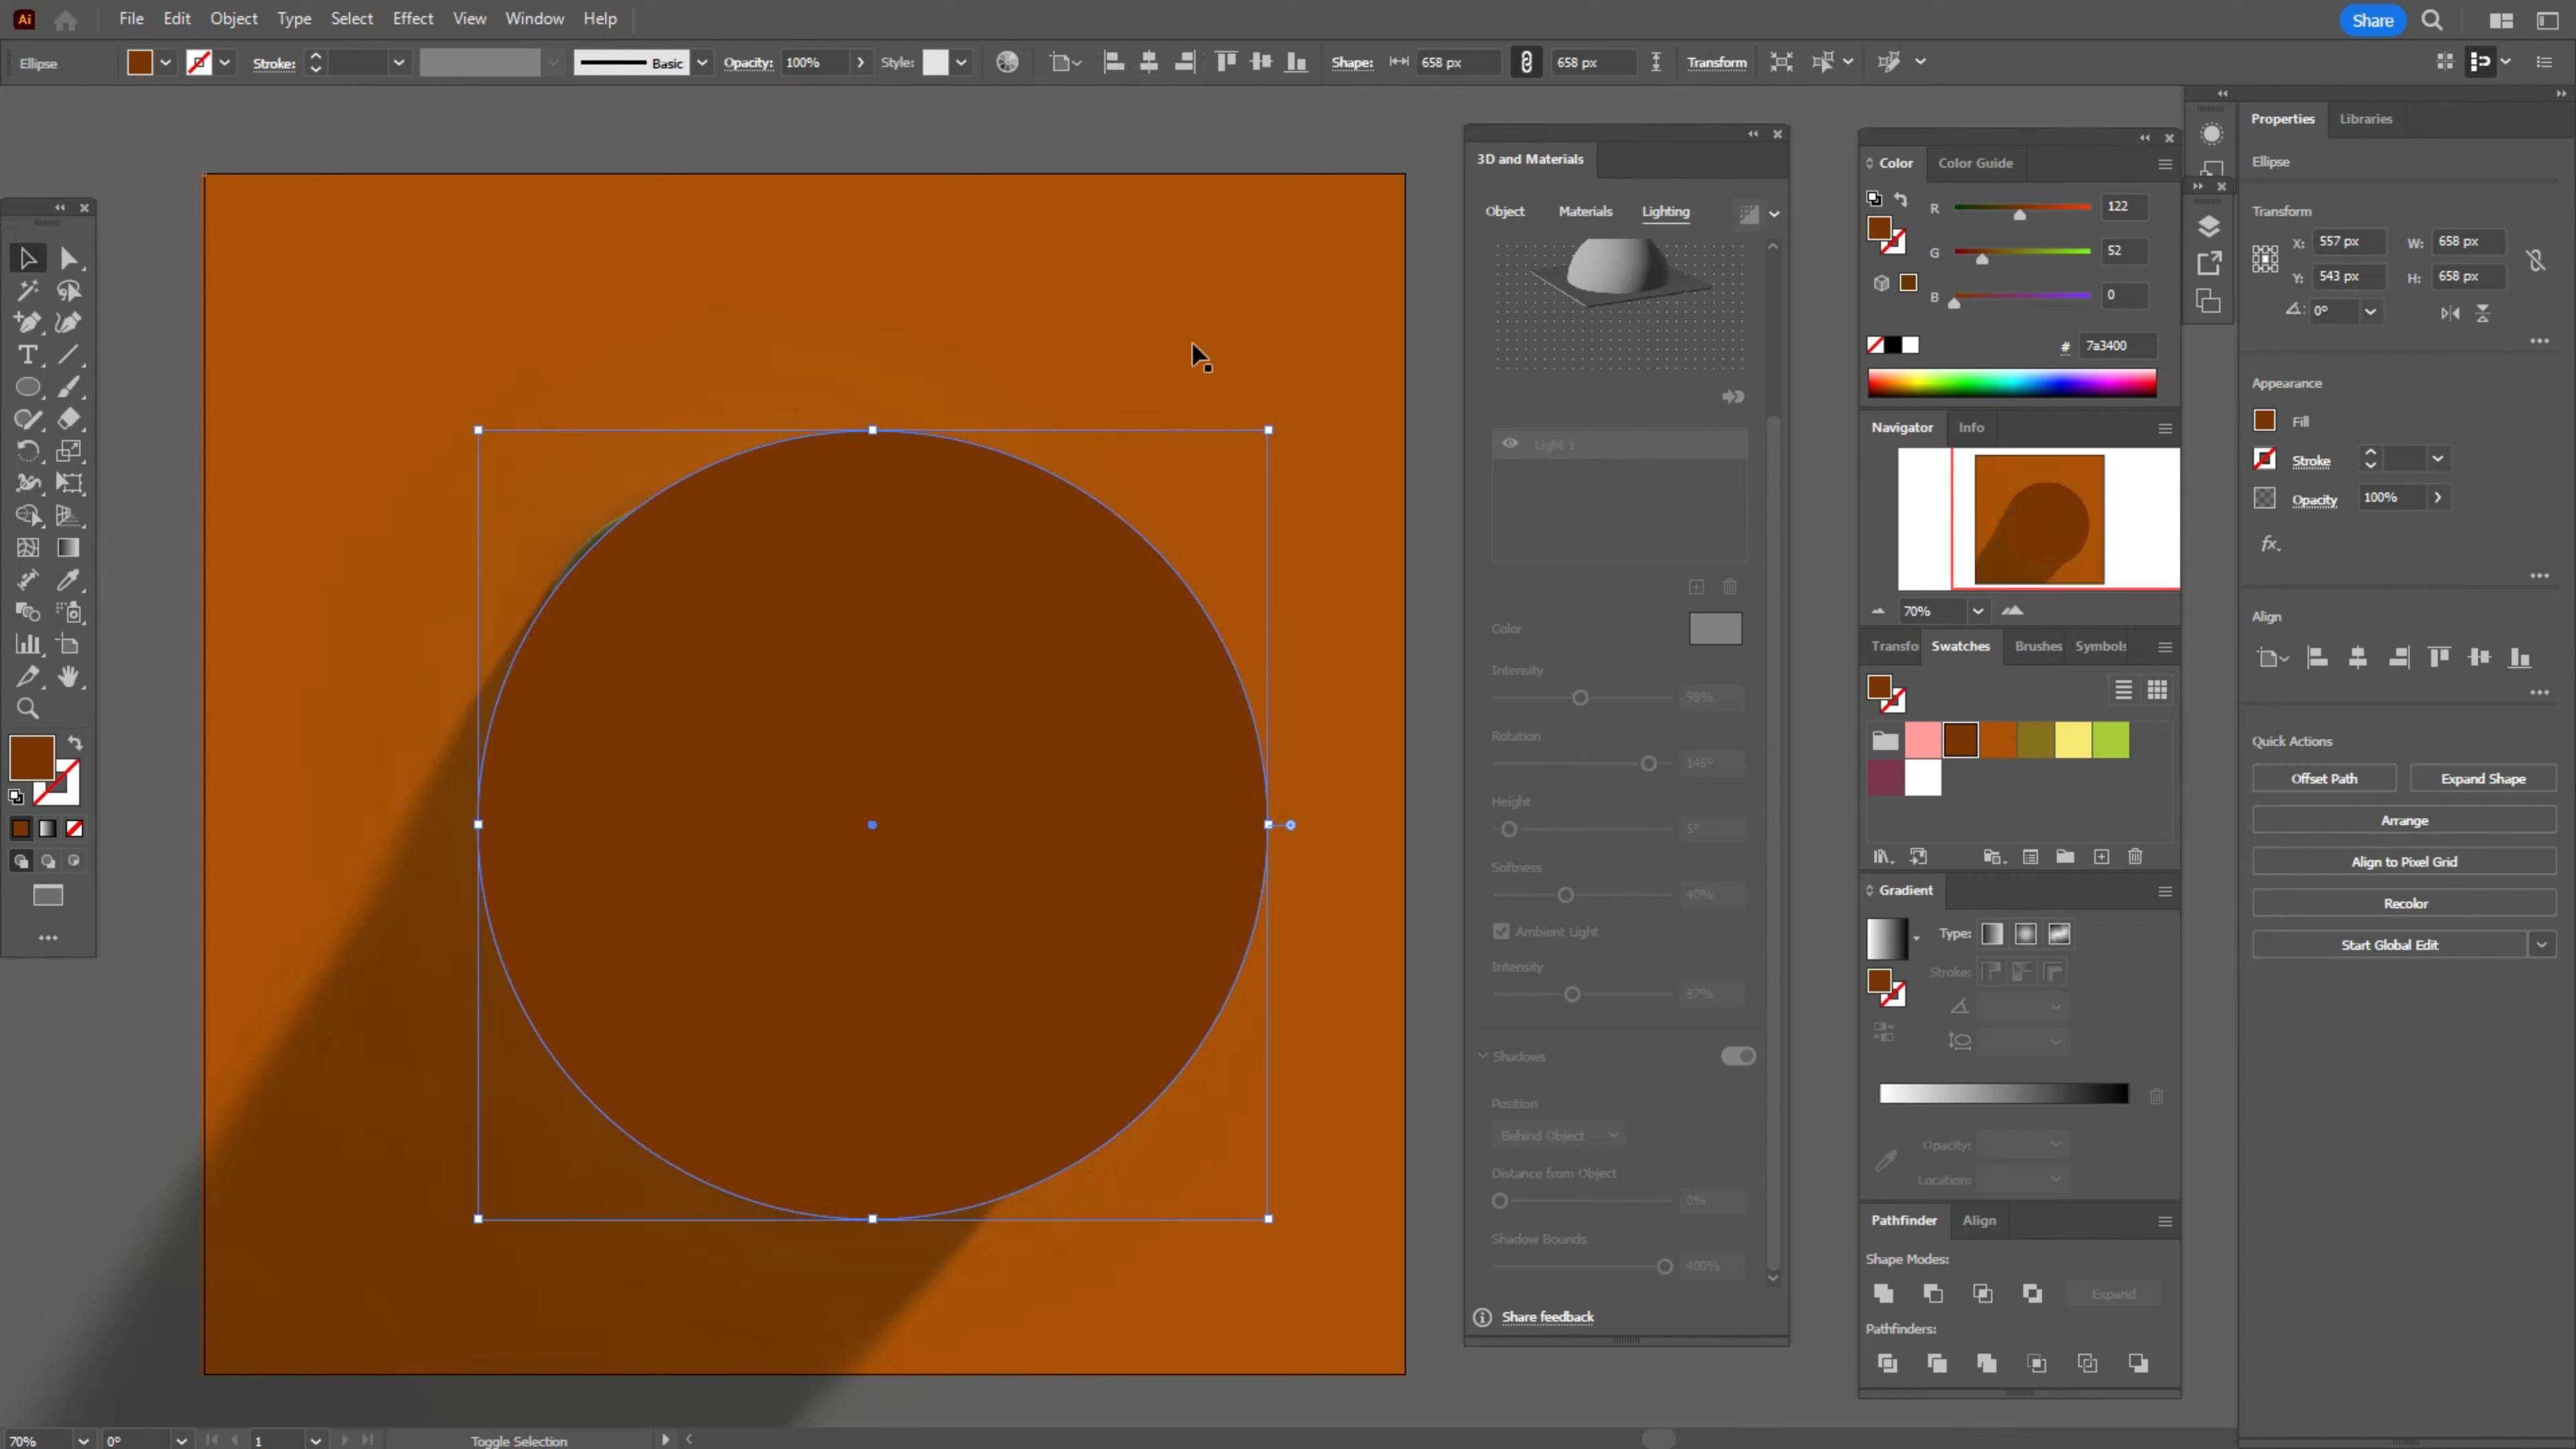 Ai File Edit Object Type Select Effect View Window Help Share
Ellipse Stroke: Basic Opacity: 100% Style: Shape: 658 px 658 px Transform
3D and Materials
Object Materials Lighting
Light 1
Color
Intensity
98%
Rotation
145°
Height
5°
Softness
40%
Ambient Light
Intensity
87%
Shadows
Position
Behind Object
Distance from Object
0%
Shadow Bounds
400%
Share feedback
Color Color Guide
R 122
G 52
B 0
# 7a3400
Navigator Info
70%
Transfo Swatches Brushes Symbols
Gradient
Type:
Stroke:
Opacity:
Location:
Pathfinder Align
Shape Modes:
Expand
Pathfinders:
Properties Libraries
Ellipse
Transform
X: 557 px W: 658 px
Y: 543 px H: 658 px
0°
Appearance
Fill
Stroke
Opacity 100%
fx.
Align
Quick Actions
Offset Path Expand Shape
Arrange
Align to Pixel Grid
Recolor
Start Global Edit
70% 0° 1 Toggle Selection